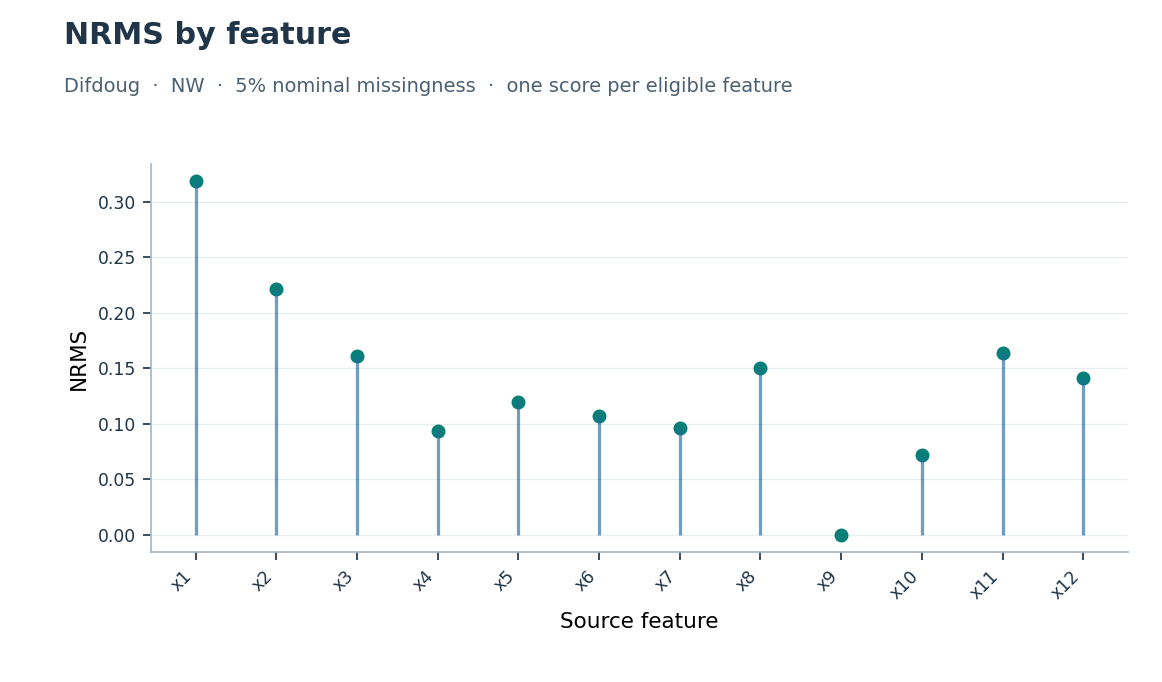 NRMS by feature
Difdoug · NW · 5% nominal missingness · one score per eligible feature
NRMS
0.30
0.25
0.20
0.15
0.10
0.05
0.00
x1 x2 x3 x4 x5 x6 x7 x8 x9 x10 x11 x12
Source feature